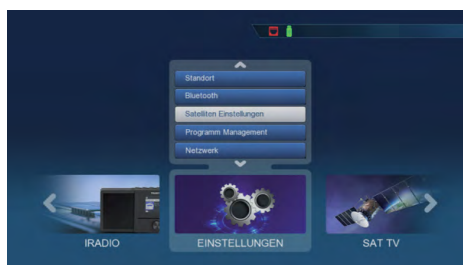 Standort
Bluetooth
Satelliten Einstellungen
Programm Management
Netzwerk
IRADIO
EINSTELLUNGEN
SAT TV